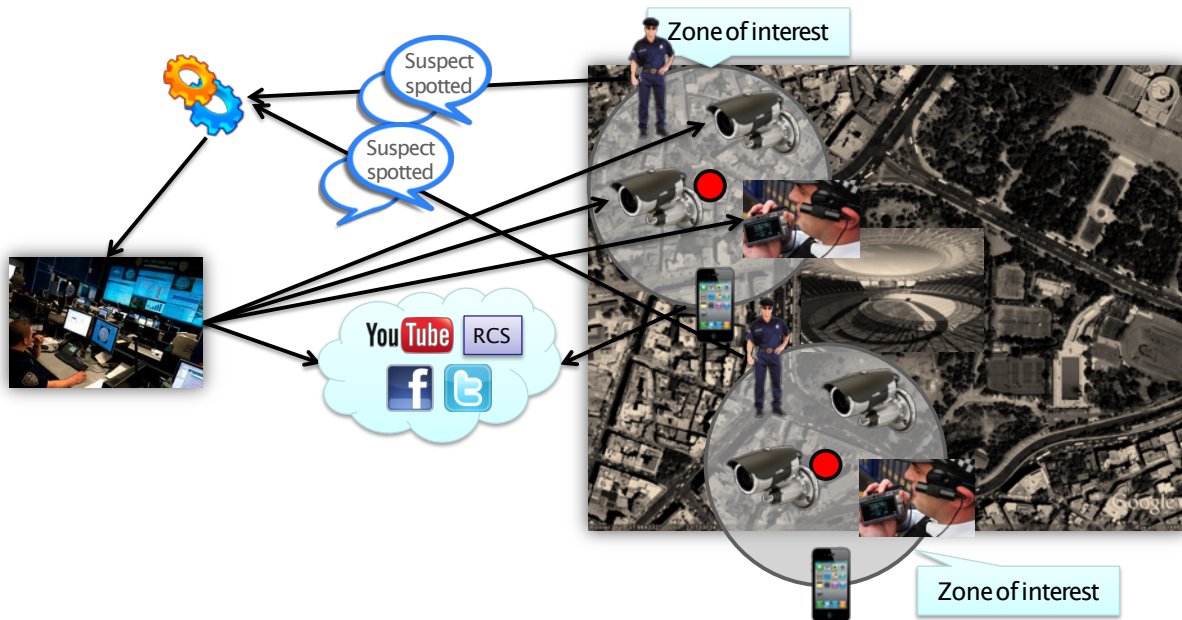 Zone of interest
Suspect
spotted
Suspect
spotted
YouTube
RCS
f
t
Google
Zone of interest